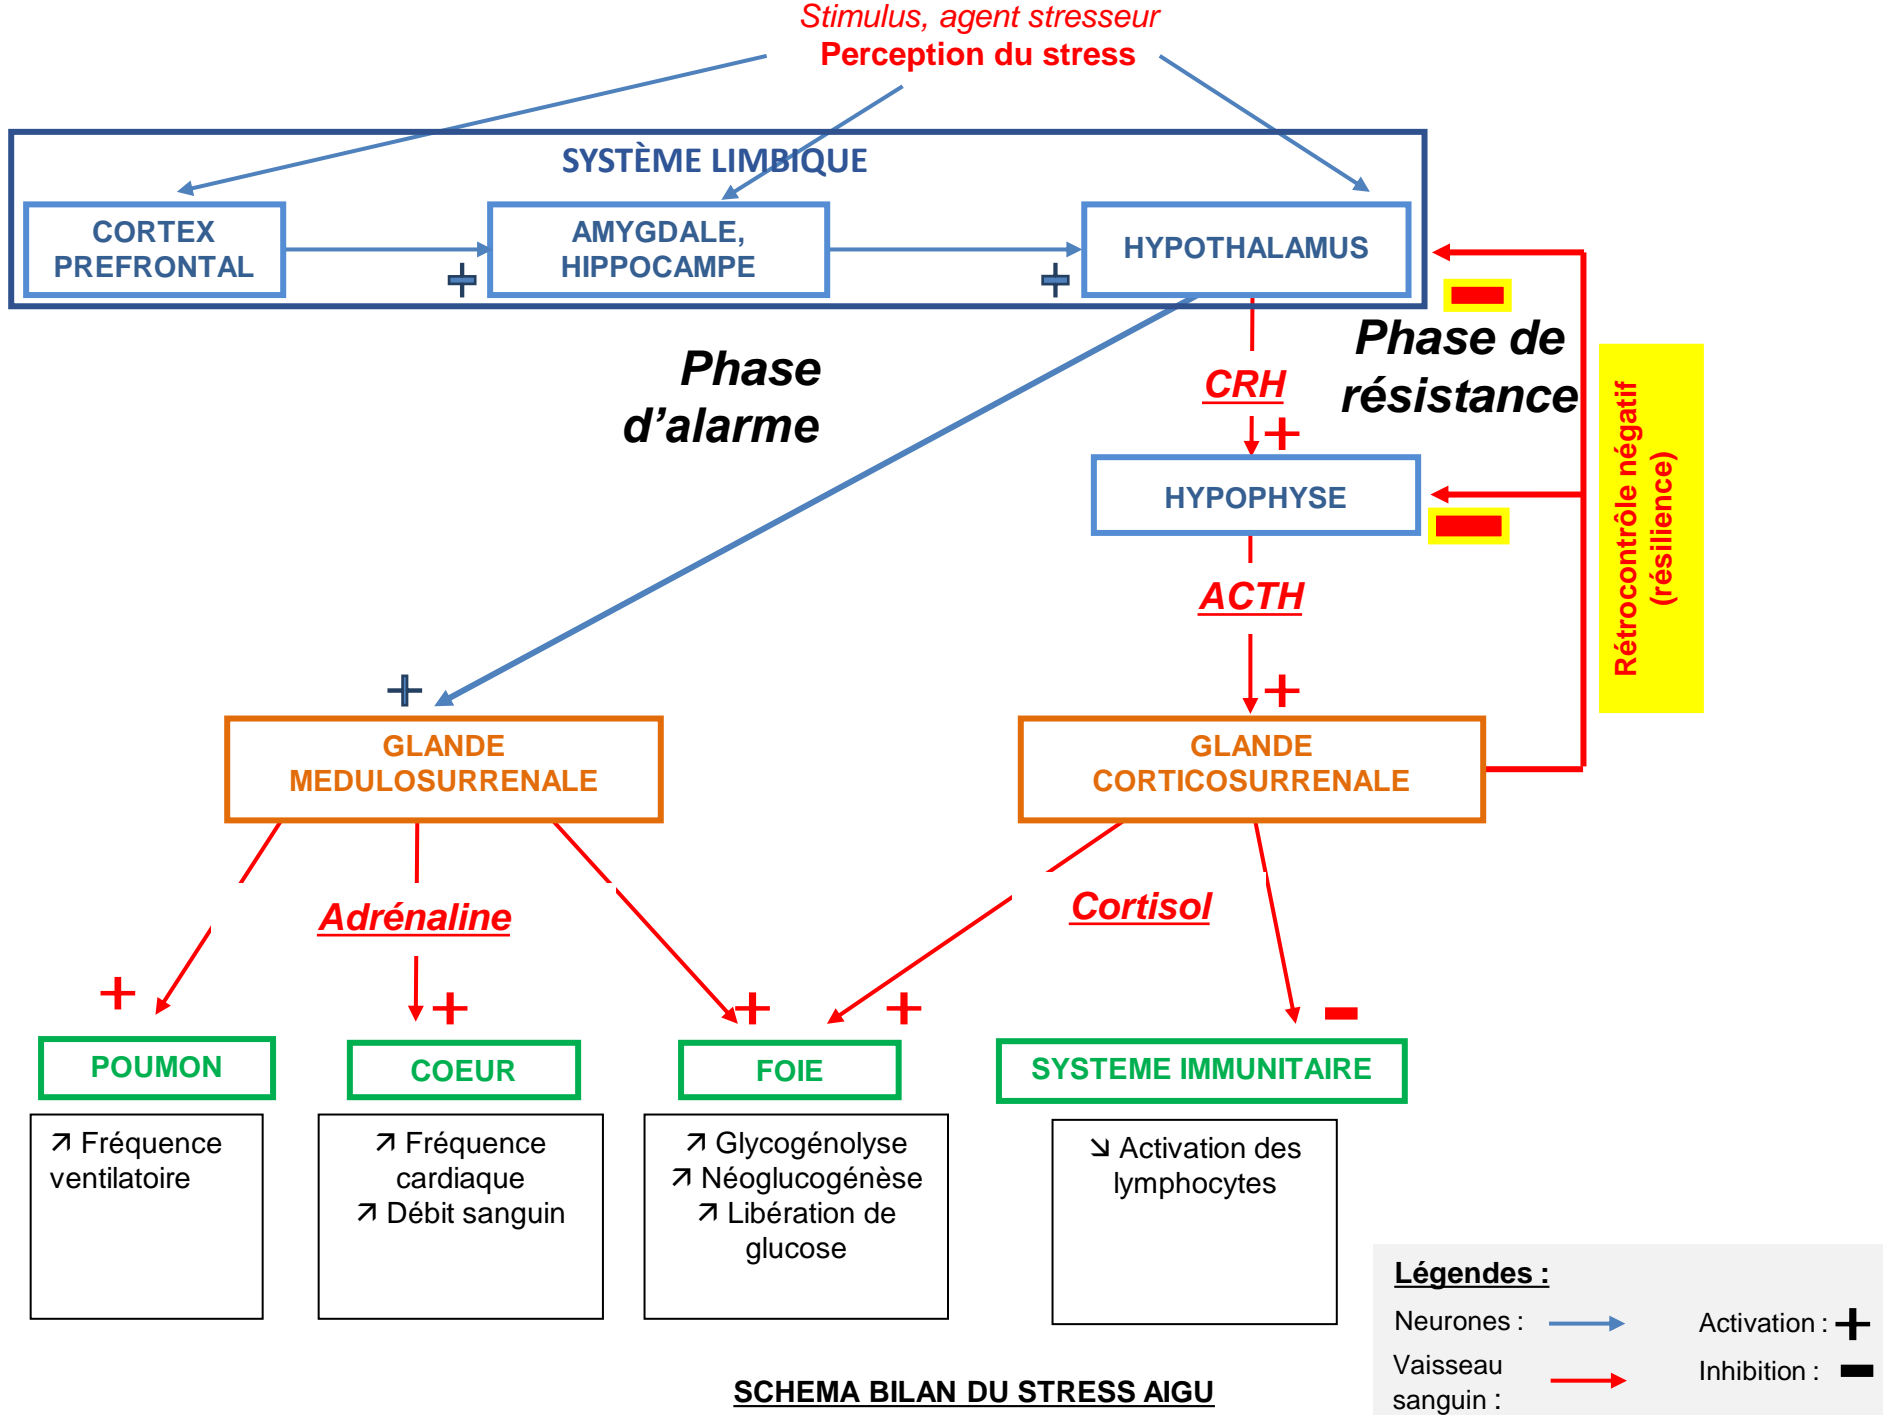 Stimulus, agent stresseur
Perception du stress
SYSTÈME LIMBIQUE
CORTEX
PREFRONTAL
AMYGDALE,
HIPPOCAMPE
HYPOTHALAMUS
Phase
d’alarme
CRH
Phase de
résistance
HYPOPHYSE
ACTH
Rétrocontrôle négatif
(résilience)
GLANDE
MEDULOSURRENALE
GLANDE
CORTICOSURRENALE
Adrénaline
Cortisol
POUMON
COEUR
FOIE
SYSTEME IMMUNITAIRE
↗ Fréquence
ventilatoire
↗ Fréquence
cardiaque
↗ Débit sanguin
↗ Glycogénolyse
↗ Néoglucogénèse
↗ Libération de
glucose
↘ Activation des
lymphocytes
Légendes :
Neurones :
Activation :
Vaisseau
sanguin :
Inhibition :
SCHEMA BILAN DU STRESS AIGU